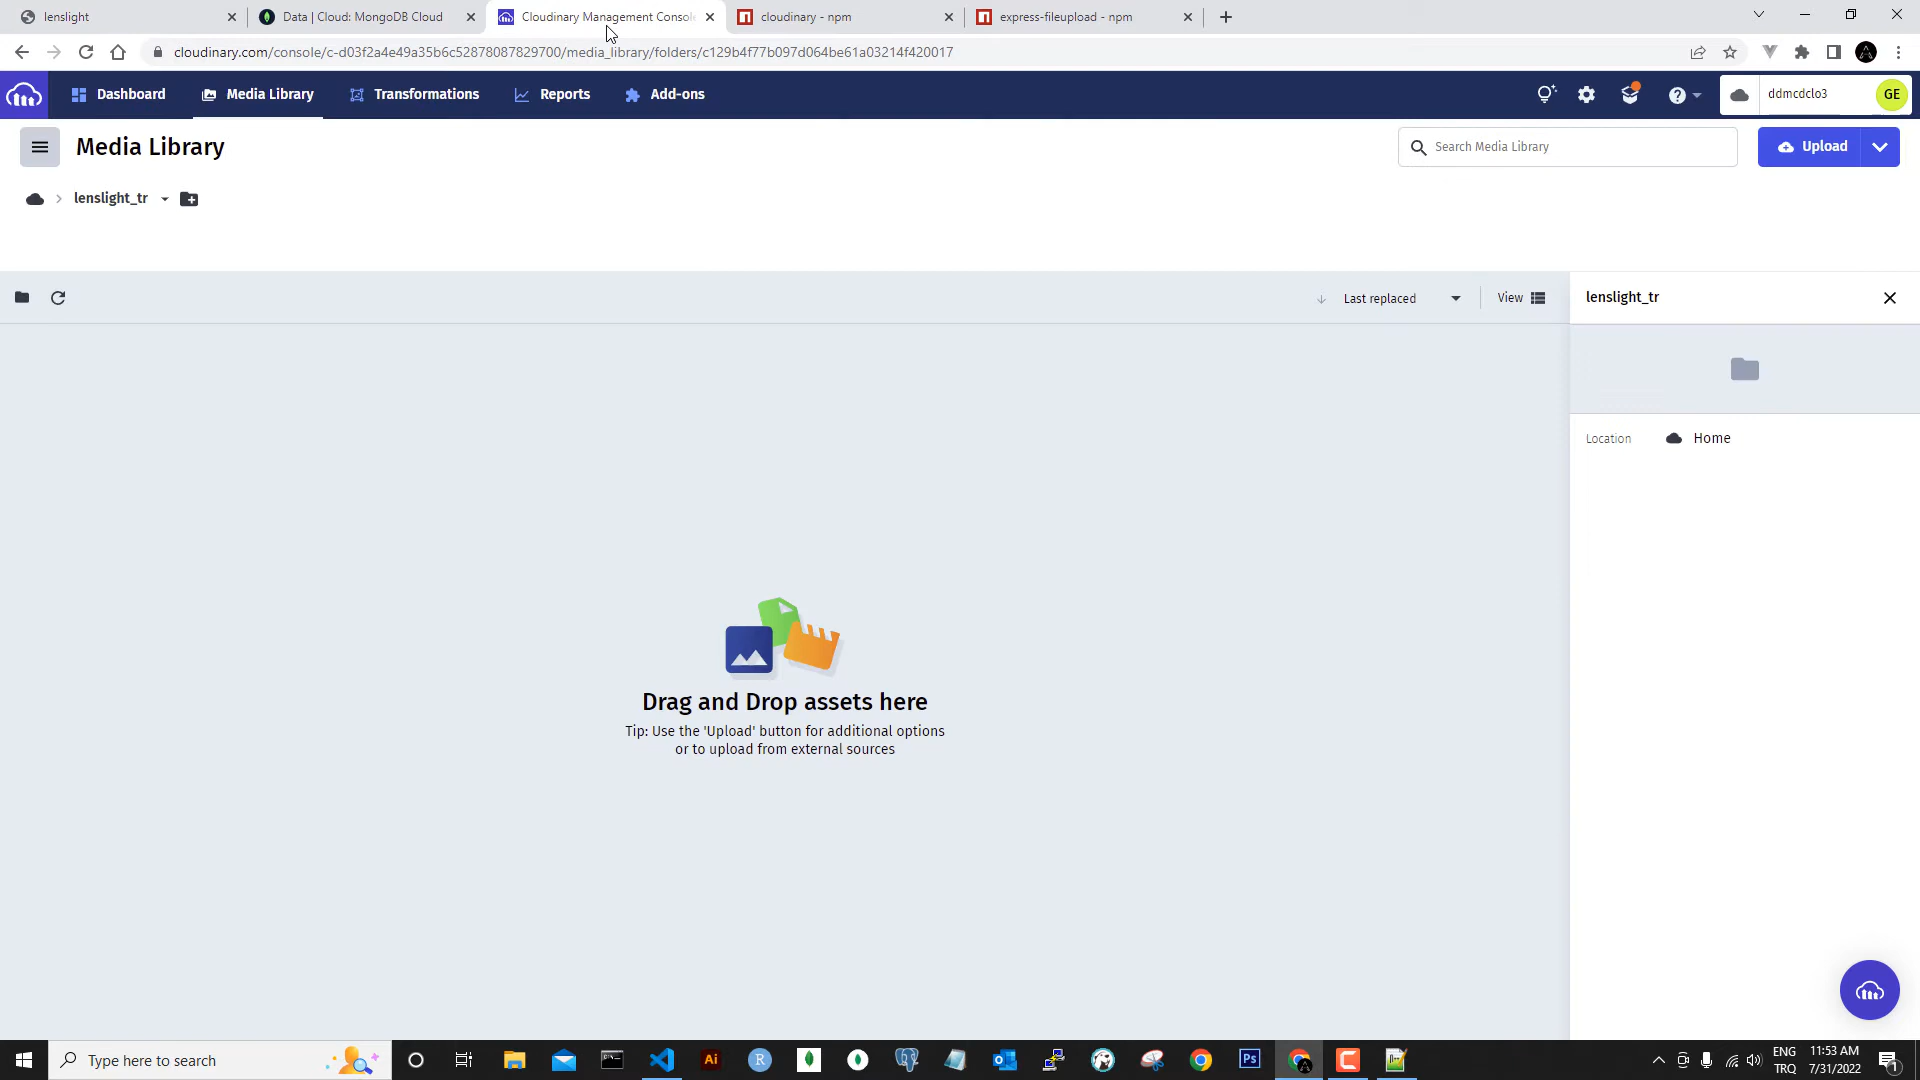 lenslight
Data | Cloud: MongoDB Cloud
Cloudinary Management Consol
cloudinary - npm
express-fileupload - npm
cloudinary.com/console/c-d03f2a4e49a35b6c52878087829700/media_library/folders/c129b4f77b097d064be61a03214f420017
Dashboard
Media Library
Transformations
Reports
Add-ons
ddmcdclo3
GE
Media Library
Search Media Library
Upload
lenslight_tr
Last replaced
View
lenslight_tr
Location
Home
Drag and Drop assets here
Tip: Use the 'Upload' button for additional options
or to upload from external sources
Type here to search
Ai
R
Ps
ENG
TRQ
11:53 AM
7/31/2022
1